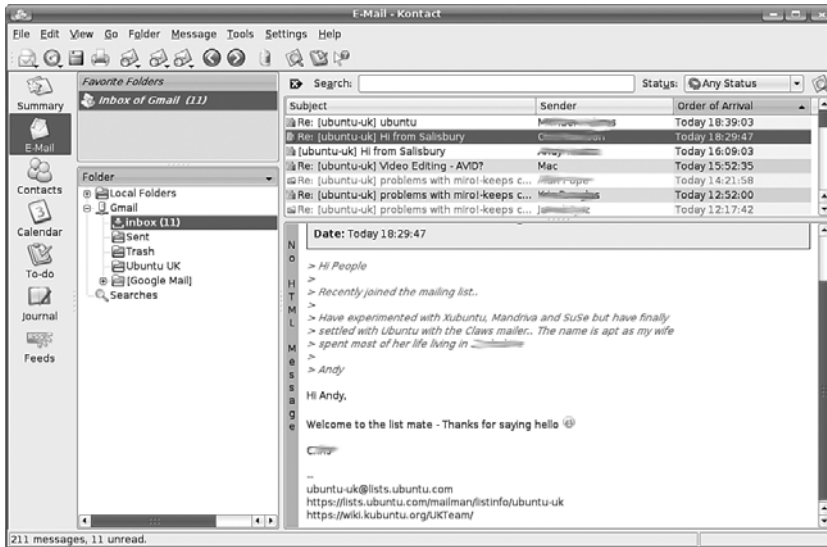 E-Mail - Kontact
File Edit View Go Folder Message Tools Settings Help
Summary
E-Mail
Contacts
Calendar
To-do
Journal
Feeds
Favorite Folders
Inbox of Gmail (11)
Folder
Local Folders
Gmail
inbox (11)
Sent
Trash
Ubuntu UK
[Google Mail]
Searches
Search: Status: Any Status
Subject Sender Order of Arrival
Re: [ubuntu-uk] ubuntu Today 18:39:03
Re: [ubuntu-uk] Hi from Salisbury Today 18:29:47
[ubuntu-uk] Hi from Salisbury Today 16:09:03
Re: [ubuntu-uk] Video Editing - AVID? Mac Today 15:52:35
Re: [ubuntu-uk] problems with miro!-keeps c... Today 14:21:58
Re: [ubuntu-uk] problems with miro!-keeps c... Today 12:52:00
Re: [ubuntu-uk] problems with miro!-keeps c... Today 12:17:42
No HTML Message
Date: Today 18:29:47
> Hi People
>
> Recently joined the mailing list..
>
> Have experimented with Xubuntu, Mandriva and SuSe but have finally
> settled with Ubuntu with the Claws mailer.. The name is apt as my wife
> spent most of her life living in
>
> Andy
Hi Andy,
Welcome to the list mate - Thanks for saying hello
--
ubuntu-uk@lists.ubuntu.com
https://lists.ubuntu.com/mailman/listinfo/ubuntu-uk
https://wiki.kubuntu.org/UKTeam/
211 messages, 11 unread.